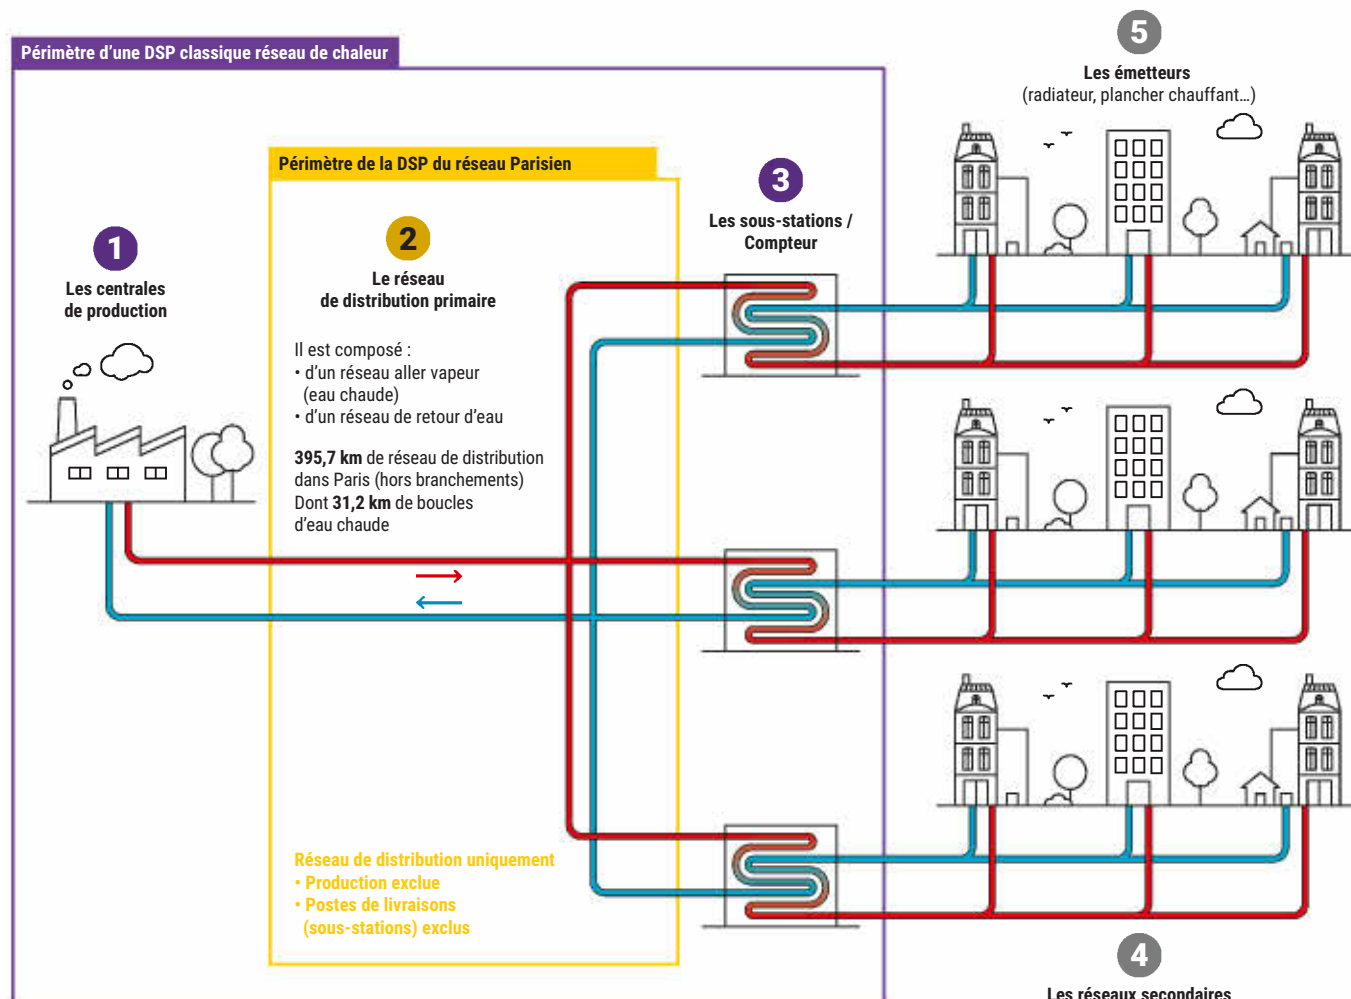 Périmètre d'une DSP classique réseau de chaleur
Périmètre de la DSP du réseau Parisien
1
Les centrales
de production
2
Le réseau
de distribution primaire
Il est composé :
• d'un réseau aller vapeur
(eau chaude)
• d'un réseau de retour d'eau
395,7 km de réseau de distribution
dans Paris (hors branchements)
Dont 31,2 km de boucles
d'eau chaude
Réseau de distribution uniquement
• Production exclue
• Postes de livraisons
(sous-stations) exclus
3
Les sous-stations /
Compteur
5
Les émetteurs
(radiateur, plancher chauffant…)
4
Les réseaux secondaires